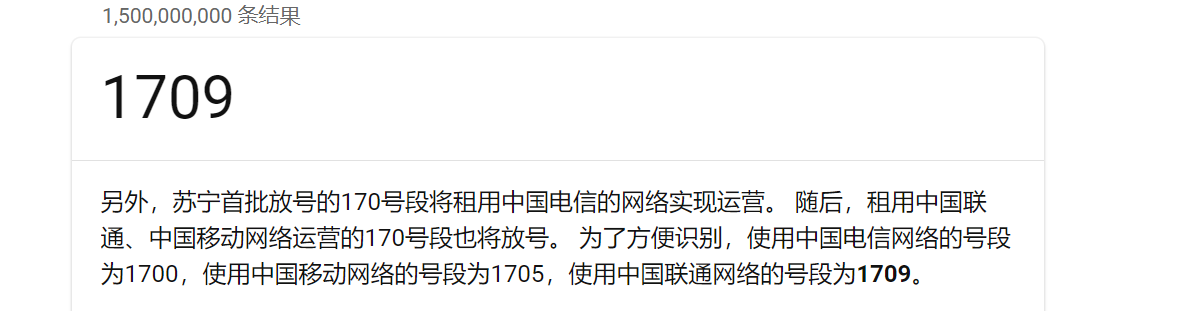 1,500,000,000 条结果
1709
另外，苏宁首批放号的170号段将租用中国电信的网络实现运营。 随后，租用中国联
通、中国移动网络运营的170号段也将放号。 为了方便识别，使用中国电信网络的号段
为1700，使用中国移动网络的号段为1705，使用中国联通网络的号段为1709。